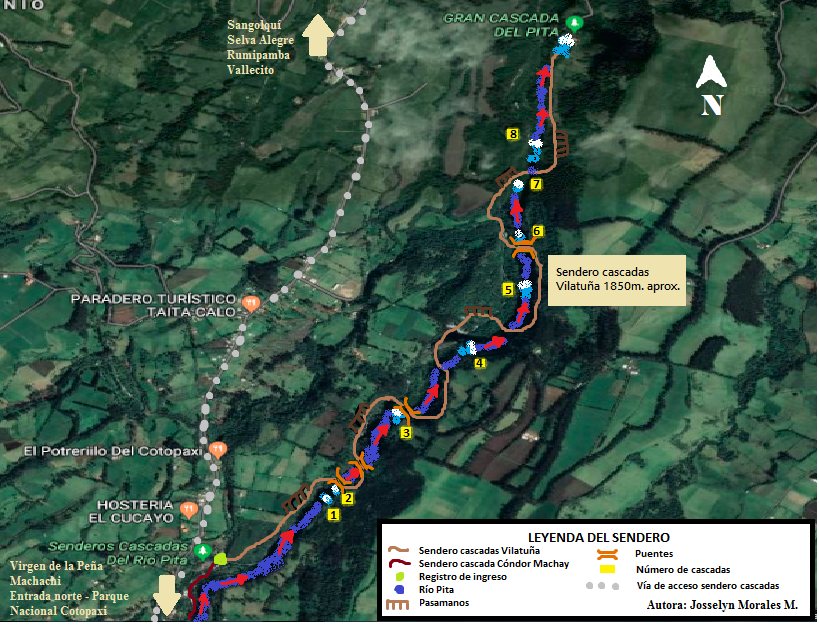 NIO
Sangolquí
Selva Alegre
Rumipamba
Vallecito
GRAN CASCADA
DEL PITA
N
8
7
6
5
Sendero cascadas
Vilatuña 1850m. aprox.
PARADERO TURÍSTICO
TAITA CALO
4
3
El Potreriilo Del Cotopaxi
2
1
HOSTERIA
EL CUCAYO
Senderos Cascadas
Del Río Pita
Virgen de la Peña
Machachi
Entrada norte - Parque
Nacional Cotopaxi
LEYENDA DEL SENDERO
Sendero cascadas Vilatuña
Sendero cascada Cóndor Machay
Registro de ingreso
Río Pita
Pasamanos
Puentes
Número de cascadas
Vía de acceso sendero cascadas
Autora: Josselyn Morales M.